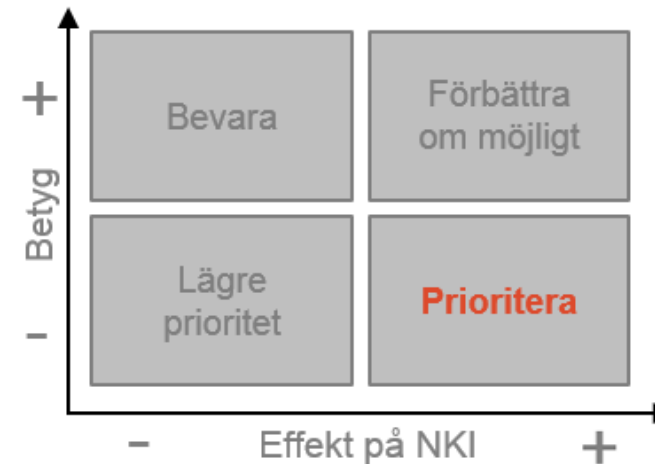 +
Bevara
Förbättra
om möjligt
Betyg
Lägre
prioritet
Prioritera
-
- Effekt på NKI +